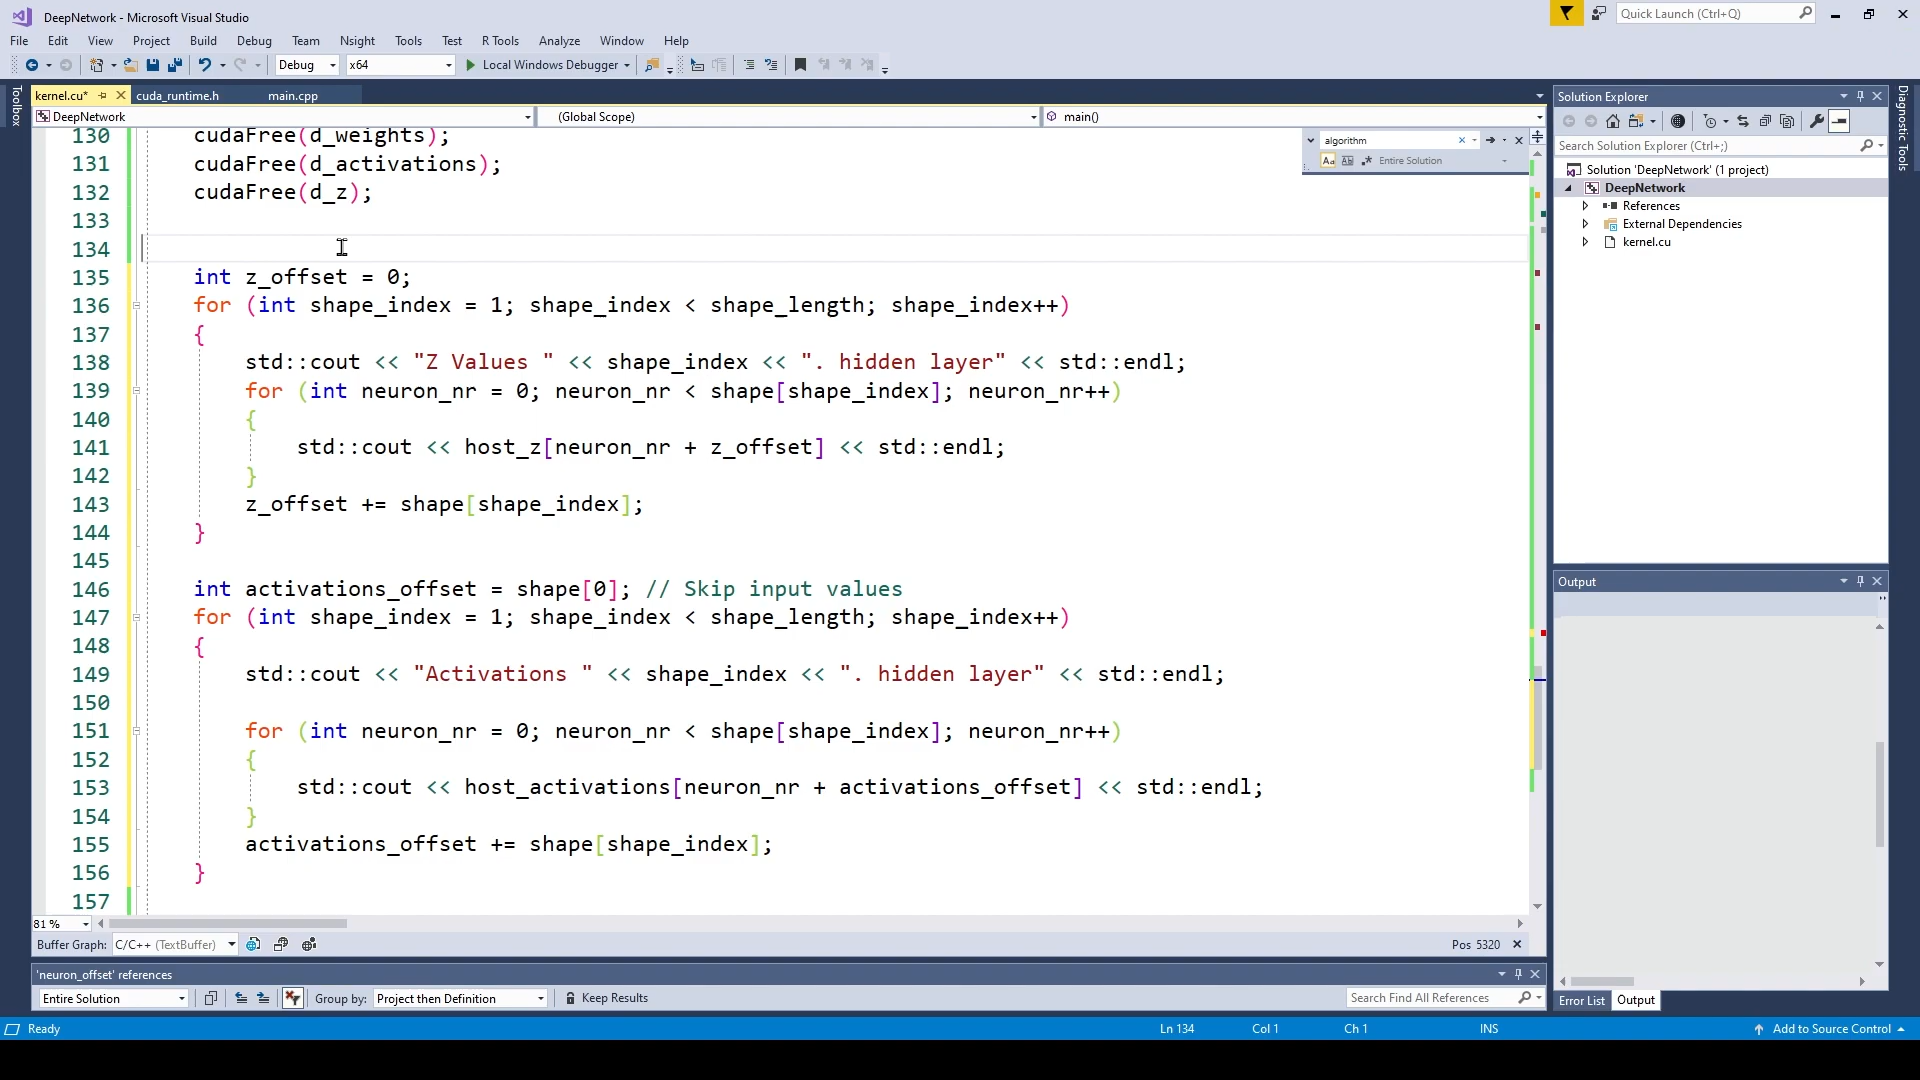 DeepNetwork - Microsoft Visual Studio
Quick Launch (Ctrl+Q)
File Edit View Project Build Debug Team Nsight Tools Test R Tools Analyze Window Help
Debug x64 Local Windows Debugger
Toolbox
kernel.cu* cuda_runtime.h main.cpp
DeepNetwork (Global Scope) main()
algorithm
Aa Entire Solution
130 cudaFree(d_weights);
131 cudaFree(d_activations);
132 cudaFree(d_z);
133
134
135 int z_offset = 0;
136 for (int shape_index = 1; shape_index < shape_length; shape_index++)
137 {
138 std::cout << "Z Values " << shape_index << ". hidden layer" << std::endl;
139 for (int neuron_nr = 0; neuron_nr < shape[shape_index]; neuron_nr++)
140 {
141 std::cout << host_z[neuron_nr + z_offset] << std::endl;
142 }
143 z_offset += shape[shape_index];
144 }
145
146 int activations_offset = shape[0]; // Skip input values
147 for (int shape_index = 1; shape_index < shape_length; shape_index++)
148 {
149 std::cout << "Activations " << shape_index << ". hidden layer" << std::endl;
150
151 for (int neuron_nr = 0; neuron_nr < shape[shape_index]; neuron_nr++)
152 {
153 std::cout << host_activations[neuron_nr + activations_offset] << std::endl;
154 }
155 activations_offset += shape[shape_index];
156 }
157
81 %
Buffer Graph: C/C++ (TextBuffer) Pos 5320
'neuron_offset' references
Entire Solution Group by: Project then Definition Keep Results Search Find All References
Solution Explorer
Search Solution Explorer (Ctrl+;)
Solution 'DeepNetwork' (1 project)
DeepNetwork
References
External Dependencies
kernel.cu
Output
Error List Output
Diagnostic Tools
Ready Ln 134 Col 1 Ch 1 INS Add to Source Control